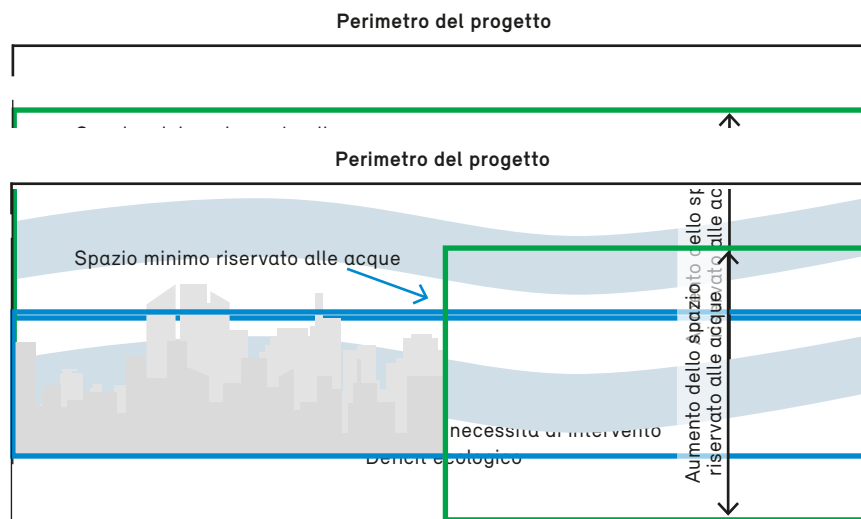 Perimetro del progetto
Perimetro del progetto
Spazio minimo riservato alle acque
necessità di intervento
Deficit ecologico
Aumento dello spazio
riservato alle acque